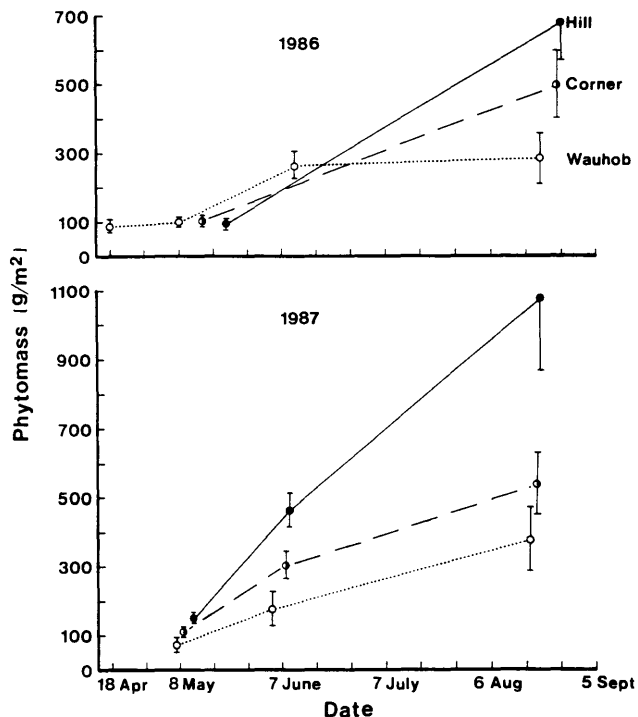 700
1986
Hill
500
Corner
300
Wauhob
100
0
Phytomass (g/m²)
1100
1987
900
700
500
300
100
0
18 Apr 8 May 7 June 7 July 6 Aug 5 Sept
Date